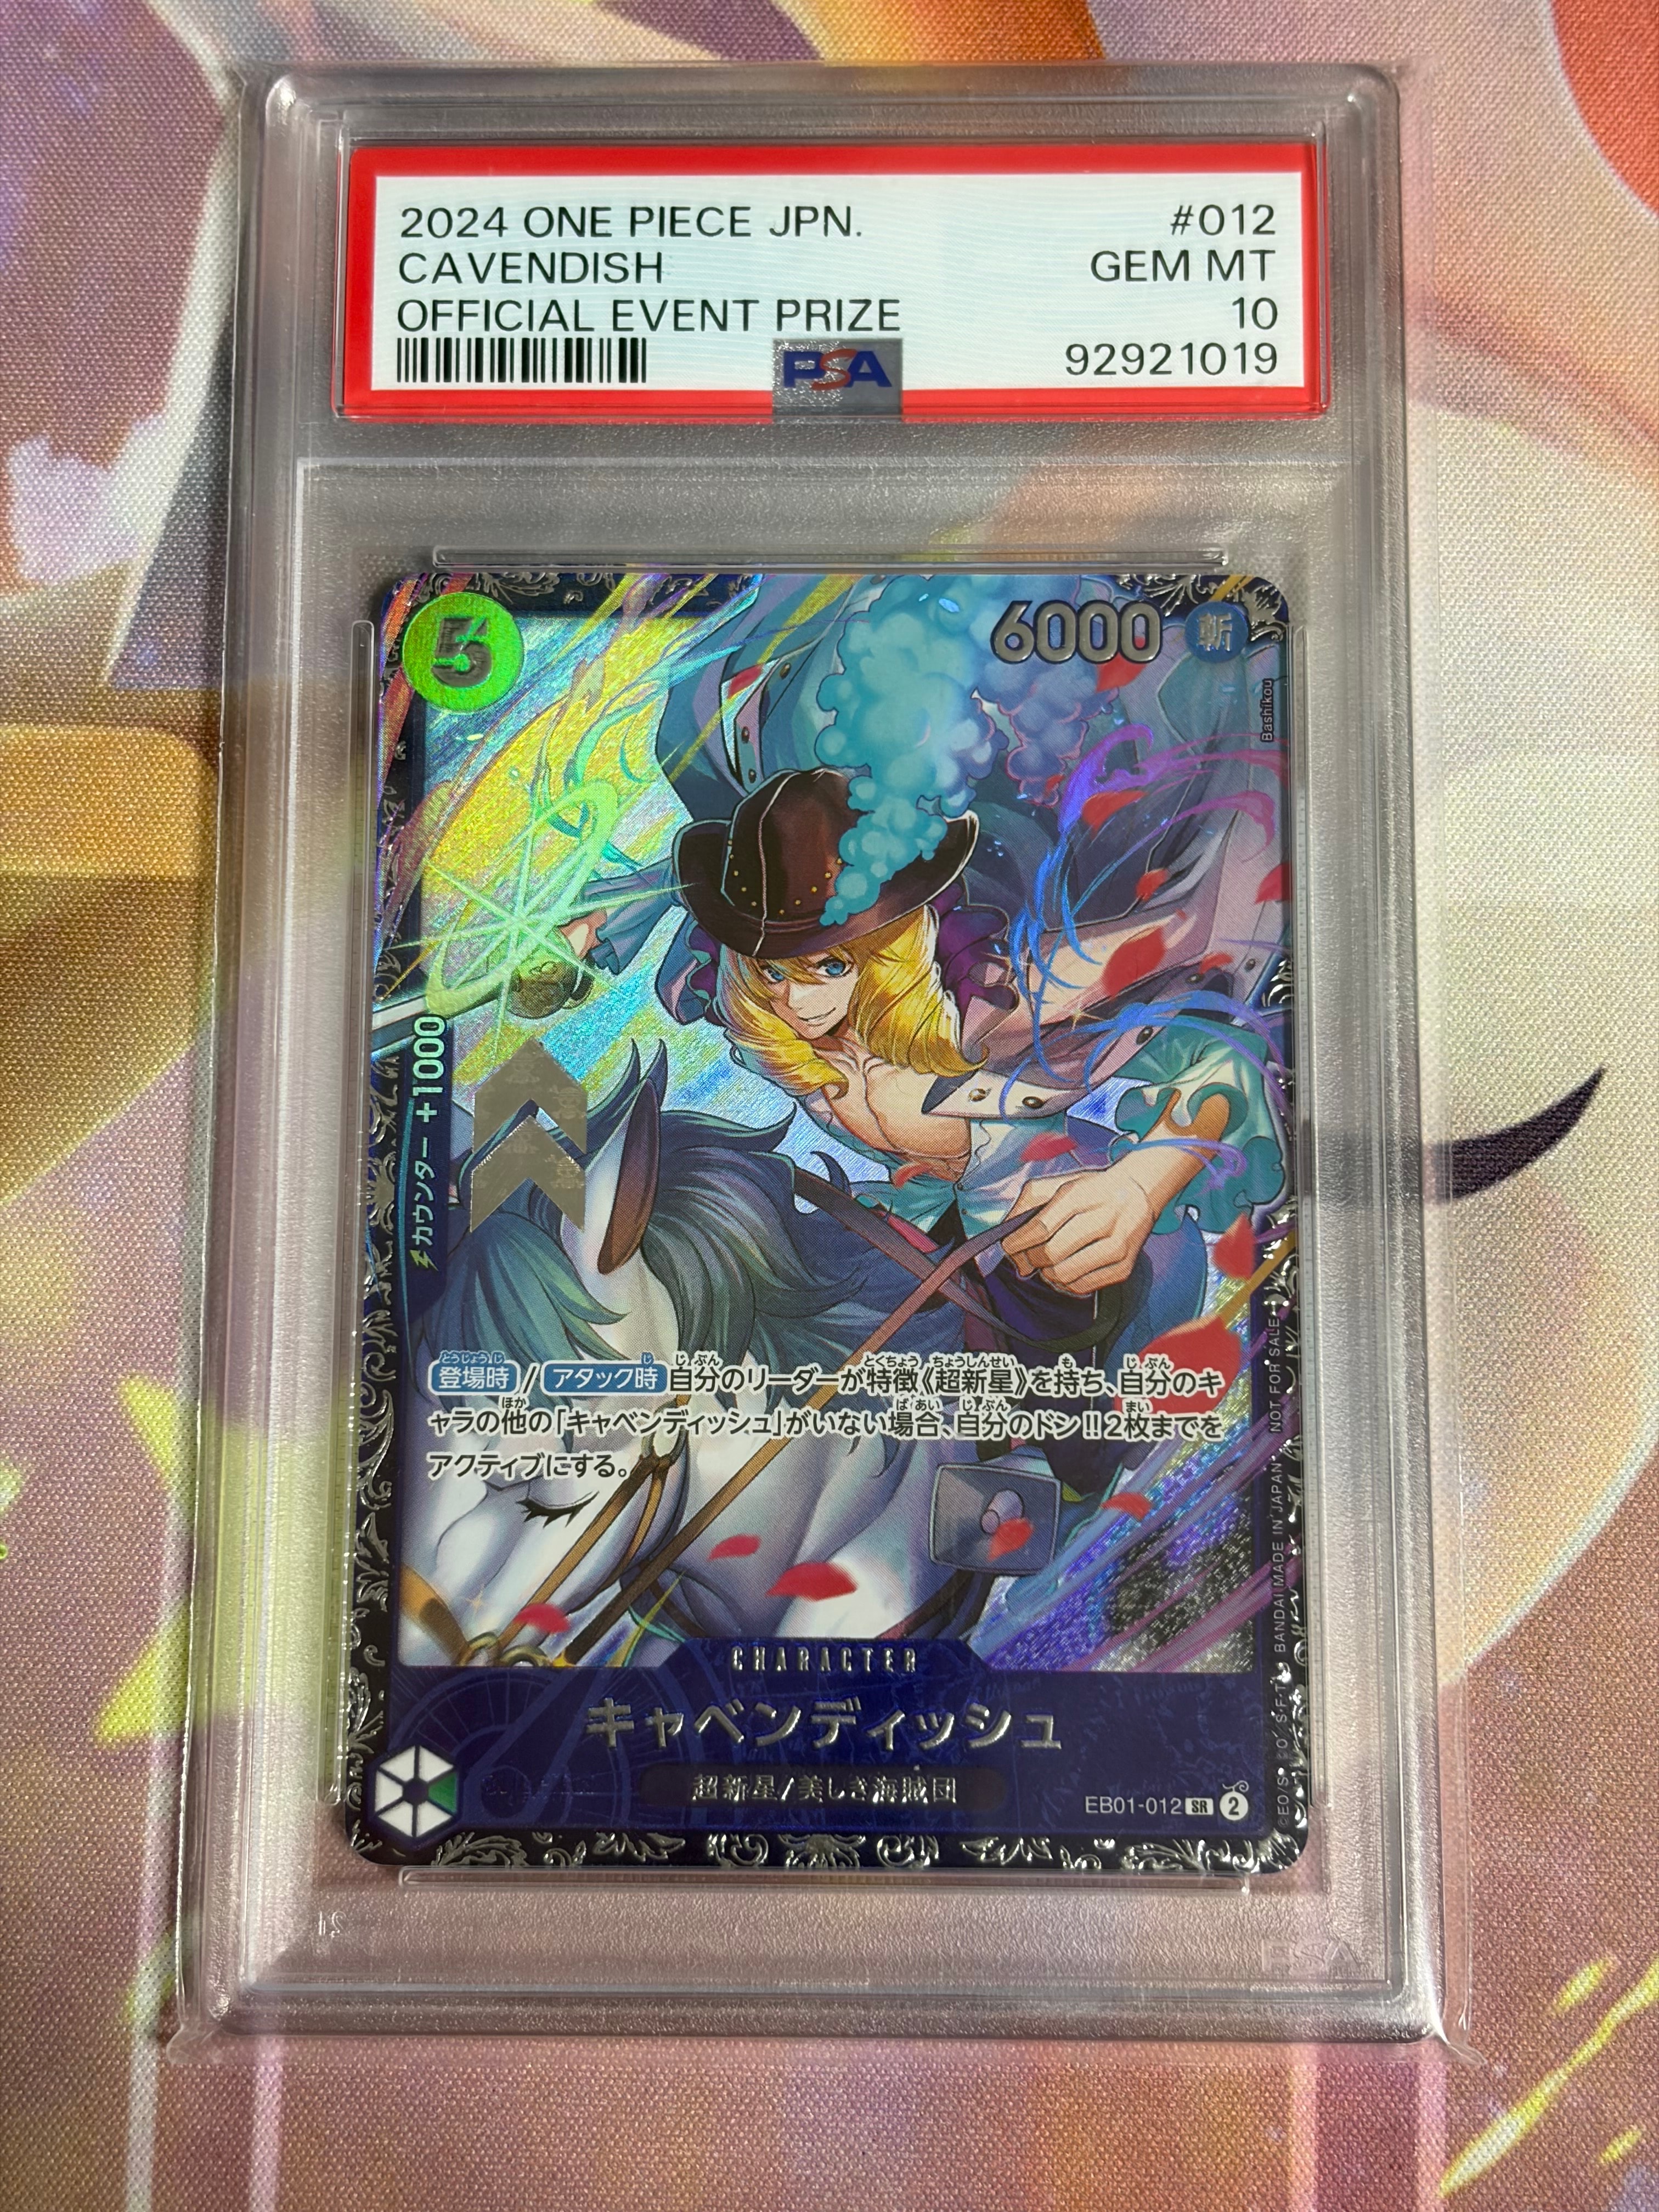 2024 ONE PIECE JPN. #012
CAVENDISH GEM MT
OFFICIAL EVENT PRIZE 10
PSA 92921019
5 6000 斬
Bashikou
カウンター +1000
登場時/アタック時 自分のリーダーが特徴《超新星》を持ち、自分のキ
ャラの他の「キャベンディッシュ」がいない場合、自分のドン!!2枚までを
アクティブにする。
BANDAI MADE IN JAPAN NOT FOR SALE
CHARACTER
キャベンディッシュ
超新星/美しき海賊団
EB01-012 SR 2
PSA